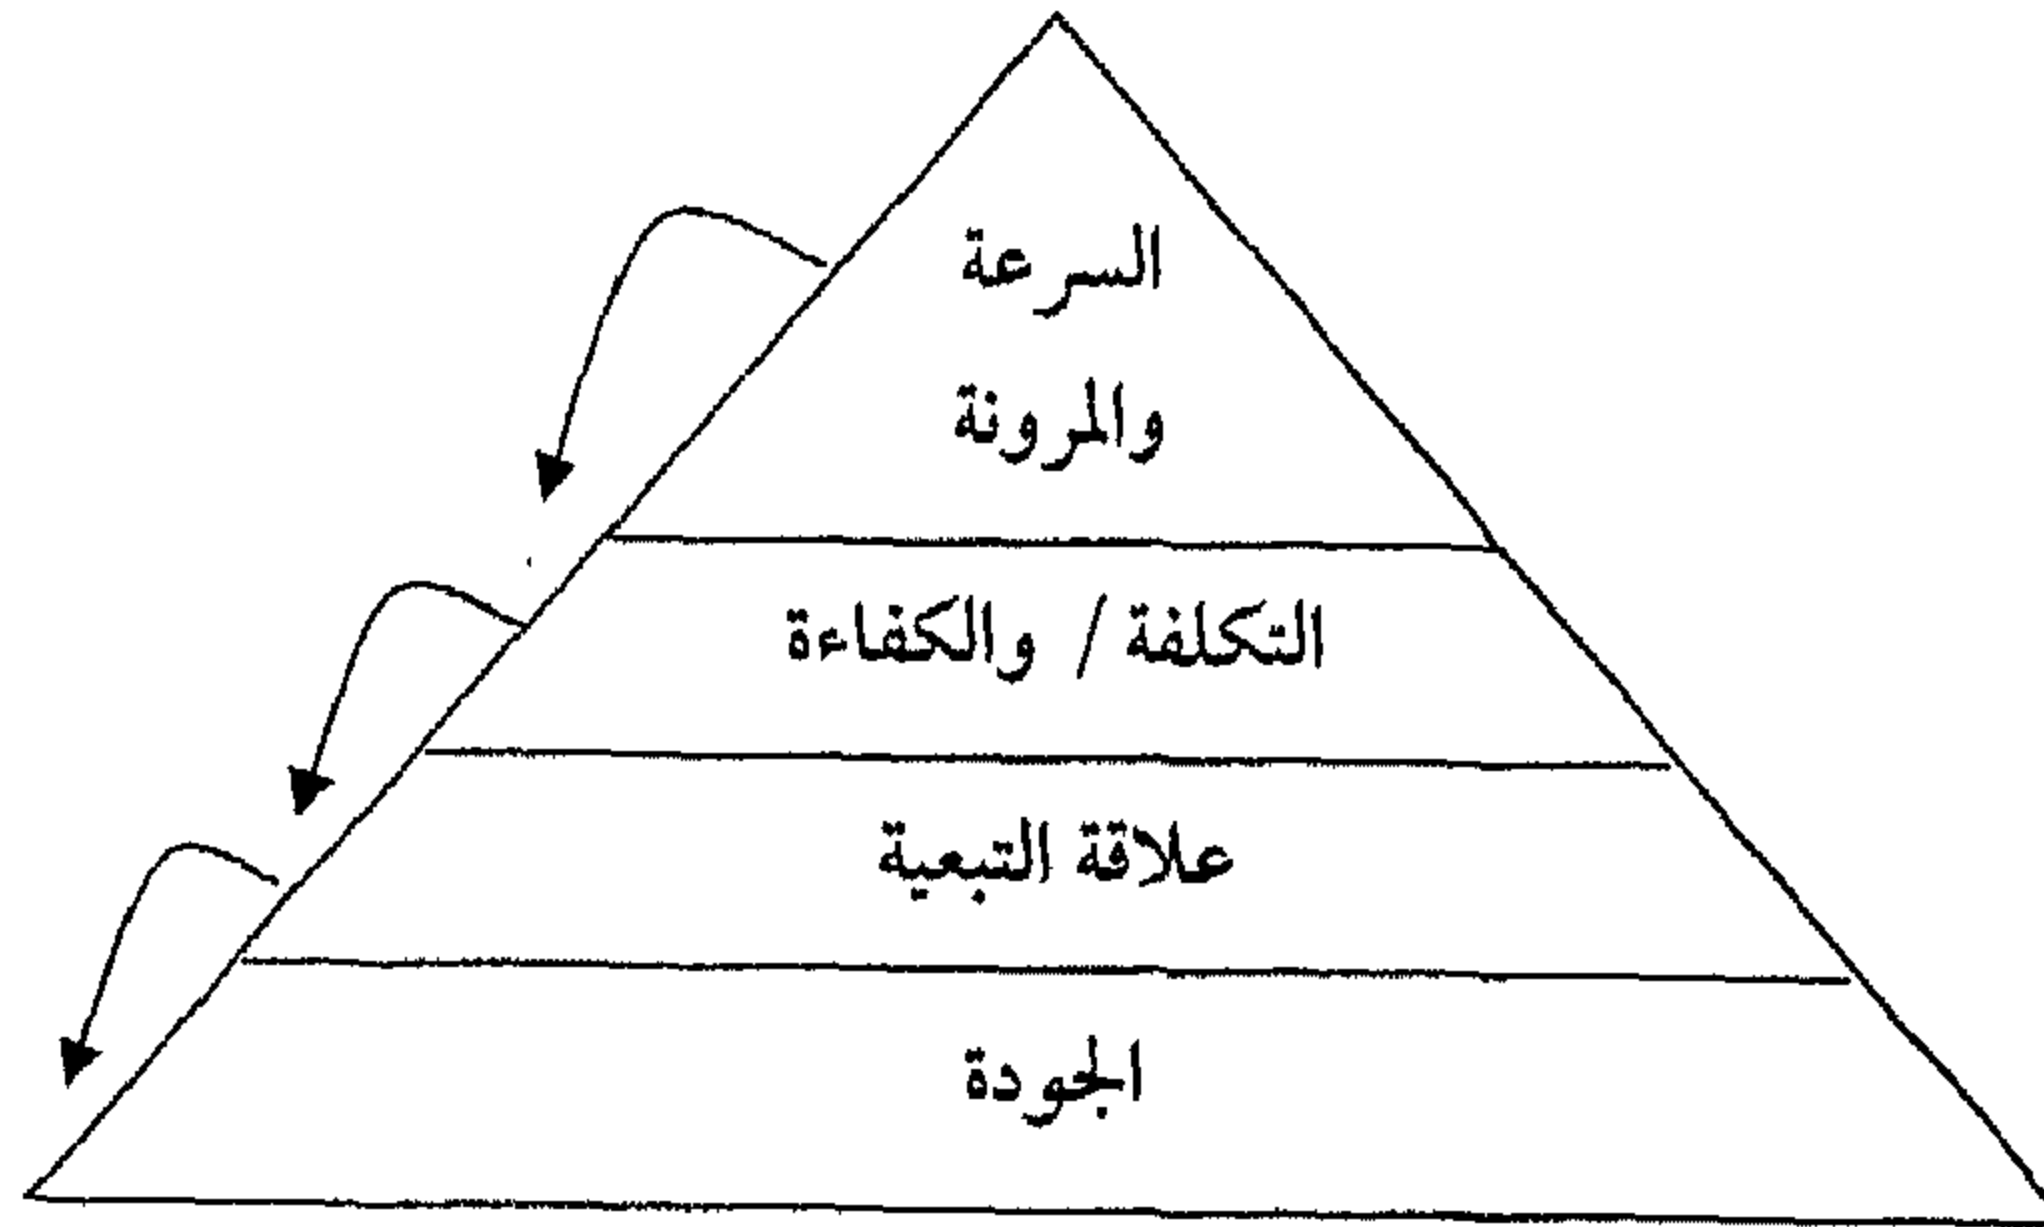 السرعة
والمرونة
التكلفة / والكفاءة
علاقة التبعية
الجودة